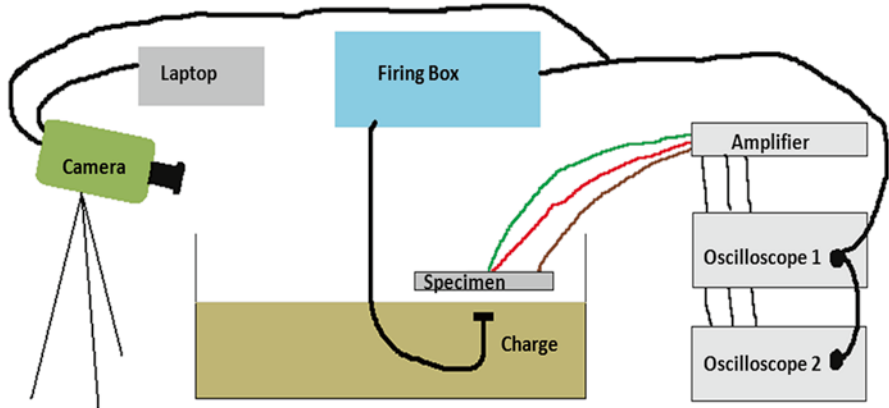 Laptop
Firing Box
Camera
Amplifier
Specimen
Oscilloscope 1
Charge
Oscilloscope 2